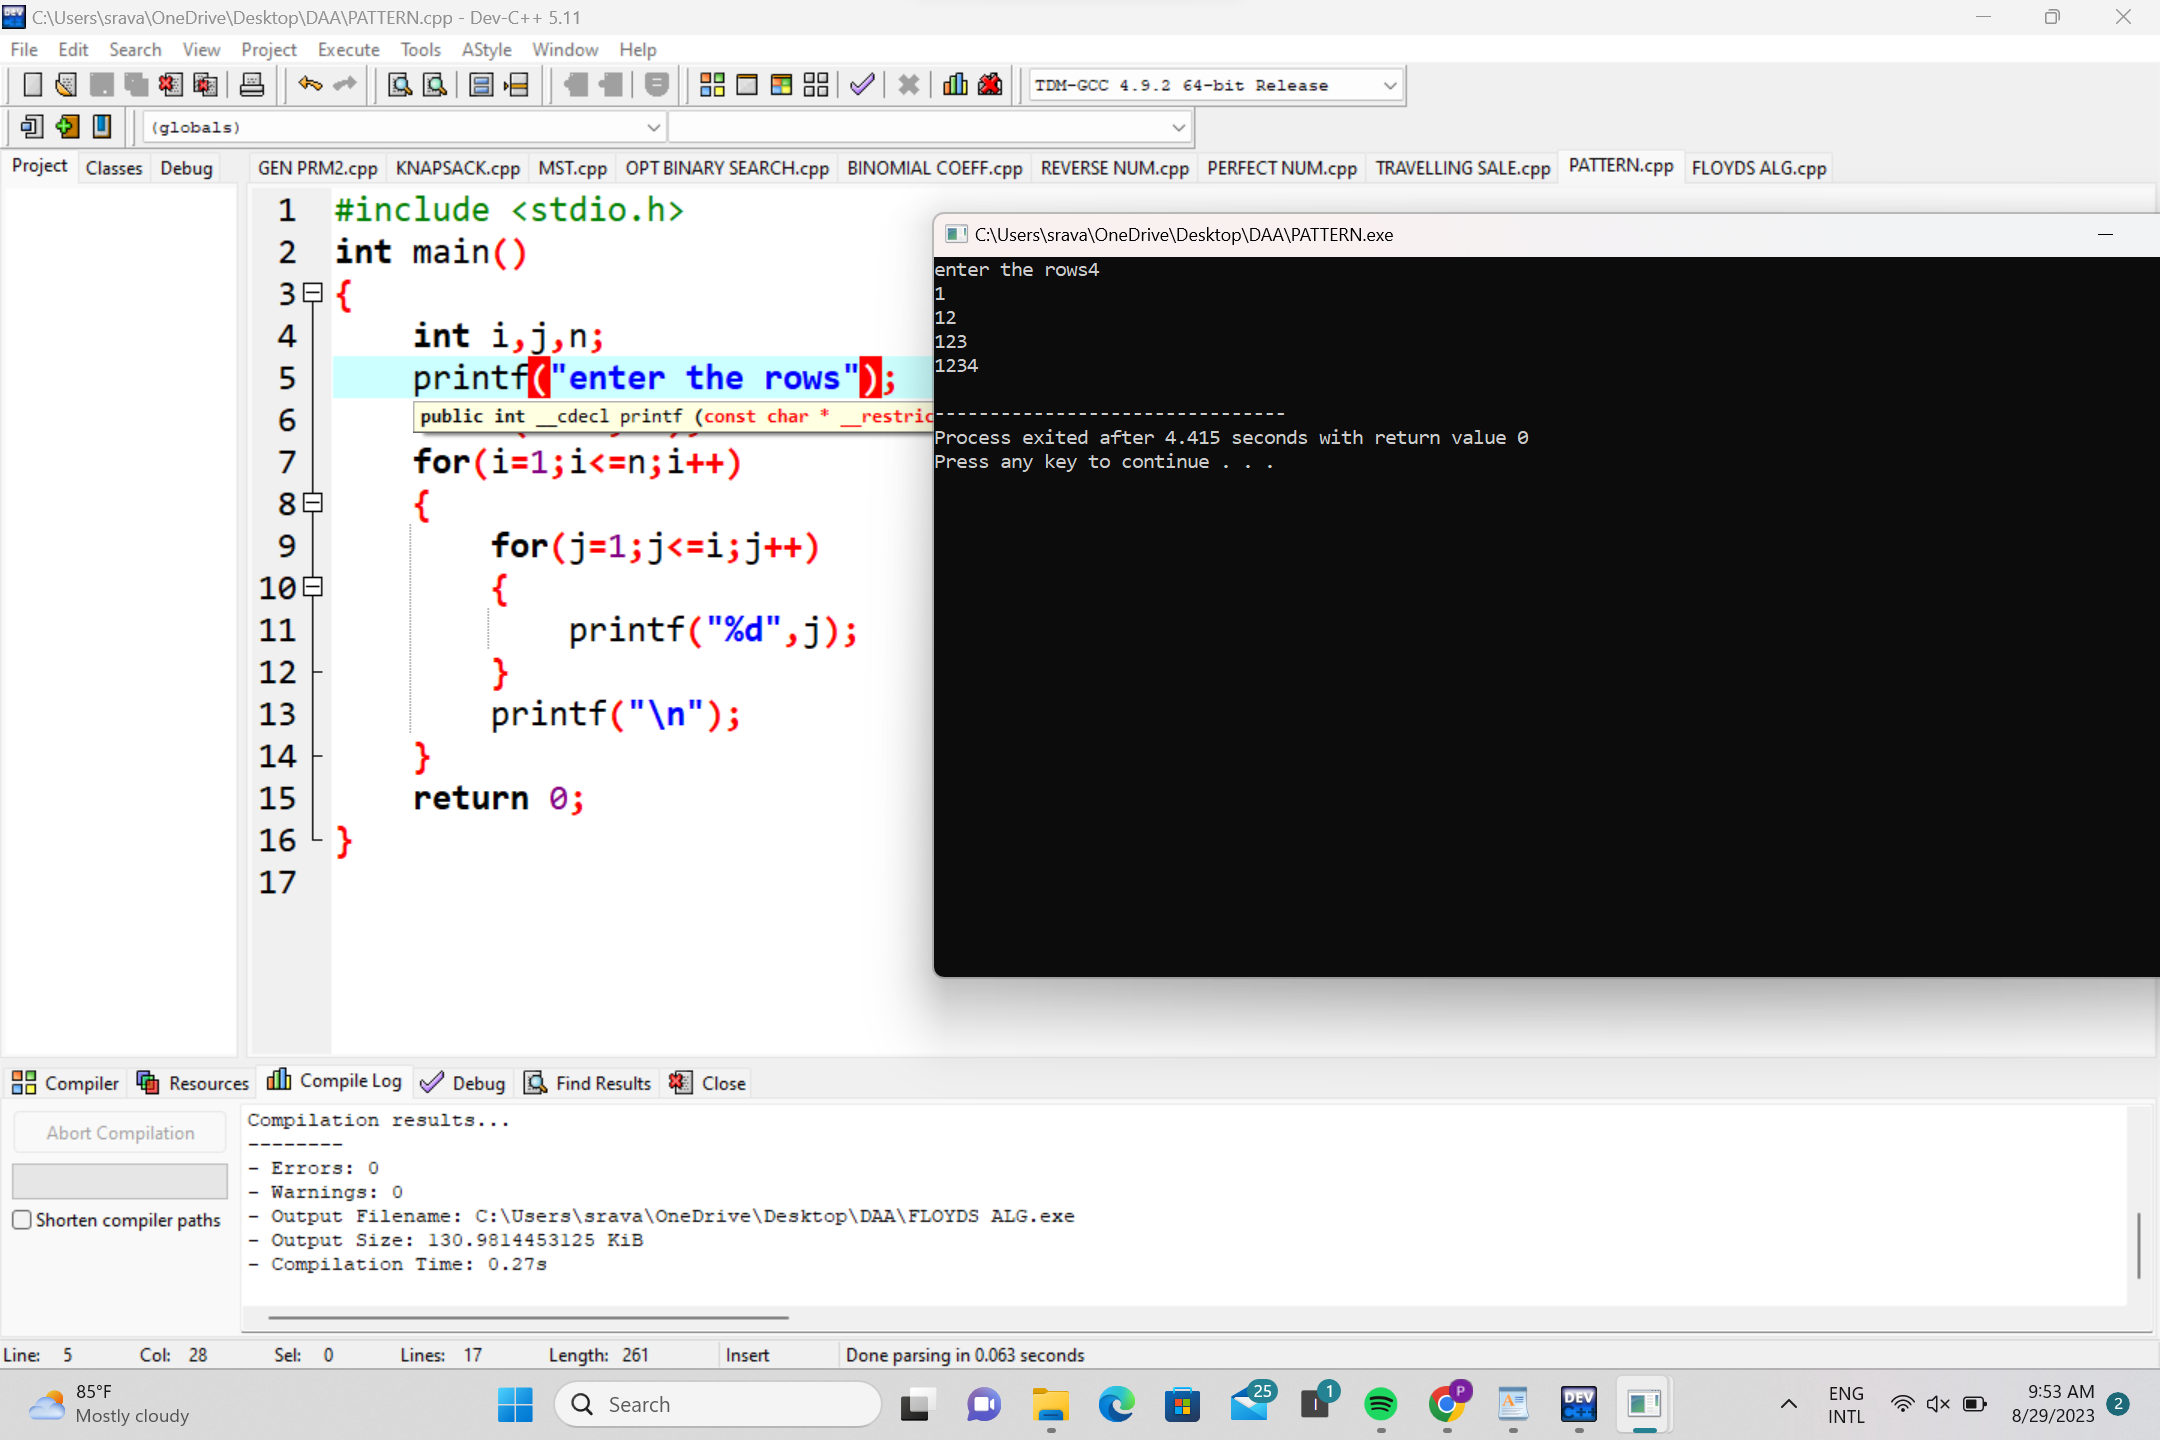 C:\Users\srava\OneDrive\Desktop\DAA\PATTERN.cpp - Dev-C++ 5.11
File Edit Search View Project Execute Tools AStyle Window Help
TDM-GCC 4.9.2 64-bit Release
(globals)
Project Classes Debug
GEN PRM2.cpp KNAPSACK.cpp MST.cpp OPT BINARY SEARCH.cpp BINOMIAL COEFF.cpp REVERSE NUM.cpp PERFECT NUM.cpp TRAVELLING SALE.cpp PATTERN.cpp FLOYDS ALG.cpp
1 #include <stdio.h>
2 int main()
3 {
4 int i,j,n;
5 printf("enter the rows");
6
public int __cdecl printf (const char * __restric
7 for(i=1;i<=n;i++)
8 {
9 for(j=1;j<=i;j++)
10 {
11 printf("%d",j);
12 }
13 printf("\n");
14 }
15 return 0;
16 }
17
C:\Users\srava\OneDrive\Desktop\DAA\PATTERN.exe
enter the rows4
1
12
123
1234
--------------------------------
Process exited after 4.415 seconds with return value 0
Press any key to continue . . .
Compiler Resources Compile Log Debug Find Results Close
Abort Compilation
Shorten compiler paths
Compilation results...
--------
- Errors: 0
- Warnings: 0
- Output Filename: C:\Users\srava\OneDrive\Desktop\DAA\FLOYDS ALG.exe
- Output Size: 130.9814453125 KiB
- Compilation Time: 0.27s
Line: 5 Col: 28 Sel: 0 Lines: 17 Length: 261 Insert Done parsing in 0.063 seconds
85°F
Mostly cloudy
Search
25
1
P
DEV
C++
ENG
INTL
9:53 AM
8/29/2023
2